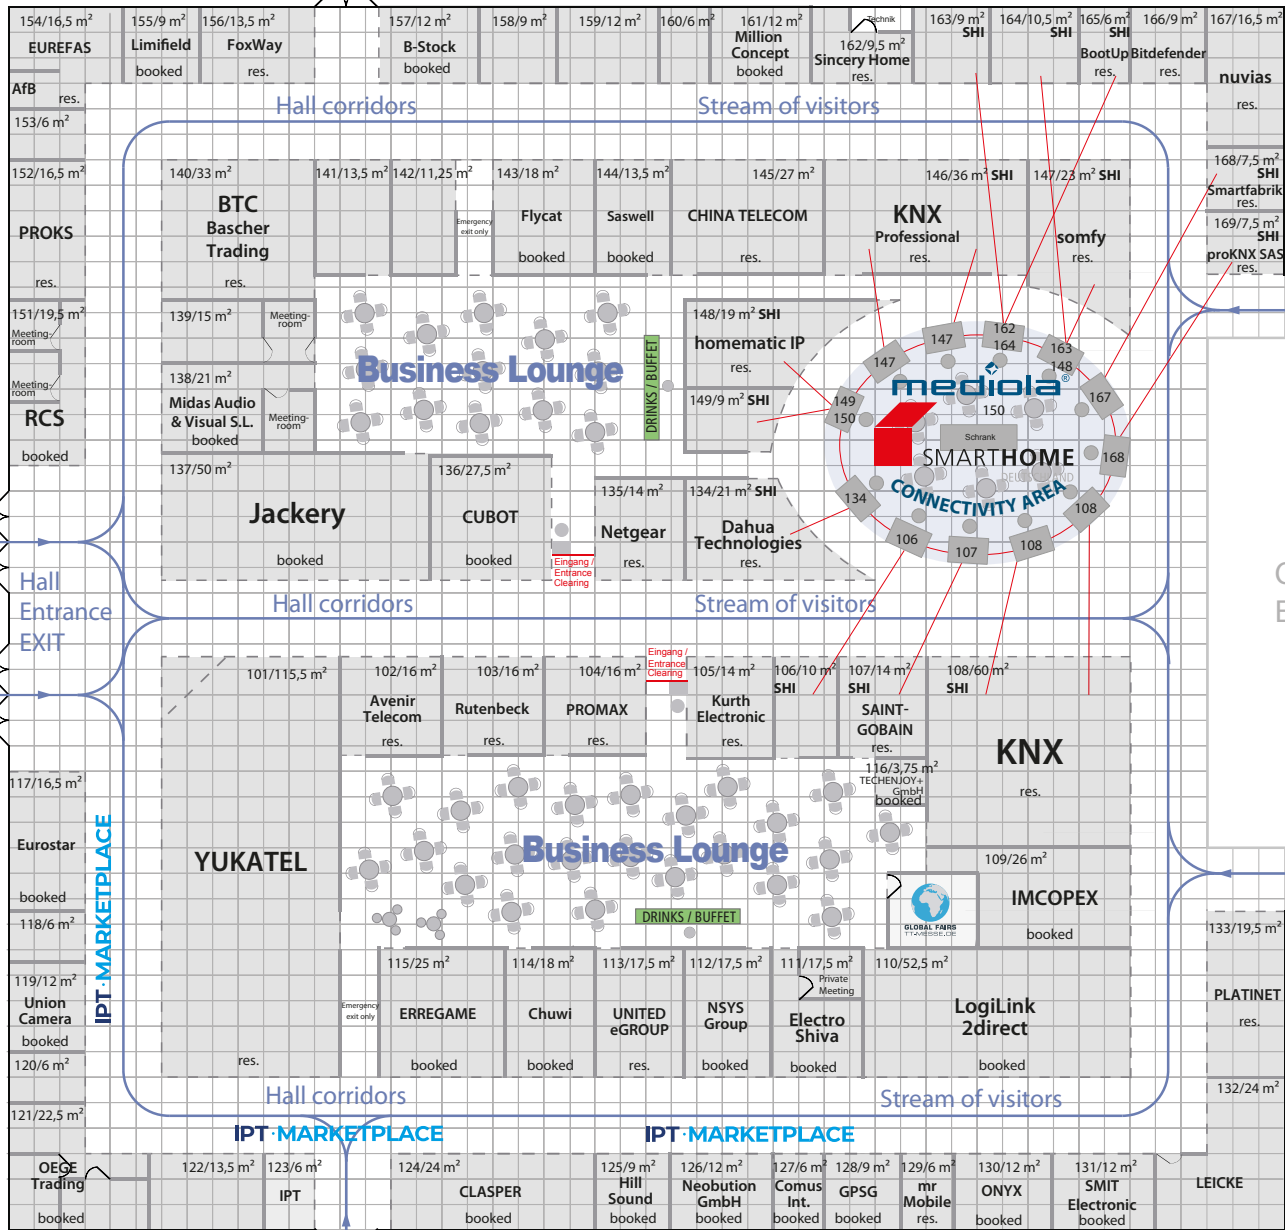 154/16,5 m²
EUREFAS
AfB
res.
155/9 m²
Limifield
booked
156/13,5 m²
FoxWay
res.
157/12 m²
B-Stock
booked
158/9 m²
159/12 m²
160/6 m²
161/12 m²
Million
Concept
booked
Technik
162/9,5 m²
Sincery Home
res.
163/9 m²
SHI
164/10,5 m²
SHI
165/6 m²
SHI
BootUp
res.
166/9 m²
Bitdefender
res.
167/16,5 m²
nuvias
res.
153/6 m²
Hall corridors
Stream of visitors
152/16,5 m²
PROKS
res.
140/33 m²
BTC
Bascher
Trading
res.
141/13,5 m²
142/11,25 m²
Emergency
exit only
143/18 m²
Flycat
booked
144/13,5 m²
Saswell
booked
145/27 m²
CHINA TELECOM
res.
146/36 m² SHI
KNX
Professional
res.
147/23 m² SHI
somfy
res.
168/7,5 m²
SHI
Smartfabrik
res.
169/7,5 m²
SHI
proKNX SAS
res.
151/19,5 m²
Meeting-
room
Meeting-
room
RCS
booked
139/15 m²
Meeting-
room
138/21 m²
Midas Audio
& Visual S.L.
booked
Meeting-
room
Business Lounge
DRINKS / BUFFET
148/19 m² SHI
homematic IP
res.
149/9 m² SHI
147
147
162
164
163
148
167
168
108
108
107
106
134
149
150
mediola®
150
Schrank
SMARTHOME
DEUTSCHLAND
CONNECTIVITY AREA
137/50 m²
Jackery
booked
136/27,5 m²
CUBOT
booked
Eingang /
Entrance
Clearing
135/14 m²
Netgear
res.
134/21 m² SHI
Dahua
Technologies
res.
Hall
Entrance
EXIT
Hall corridors
Stream of visitors
101/115,5 m²
YUKATEL
res.
102/16 m²
Avenir
Telecom
res.
103/16 m²
Rutenbeck
res.
104/16 m²
PROMAX
res.
Eingang /
Entrance
Clearing
105/14 m²
Kurth
Electronic
res.
106/10 m²
SHI
107/14 m²
SHI
SAINT-
GOBAIN
res.
108/60 m²
SHI
KNX
res.
116/3,75 m²
TECHENJOY+
GmbH
booked
117/16,5 m²
Eurostar
booked
IPT·MARKETPLACE
Business Lounge
DRINKS / BUFFET
109/26 m²
IMCOPEX
booked
GLOBAL FAIRS
TT-MESSE.DE
118/6 m²
119/12 m²
Union
Camera
booked
120/6 m²
121/22,5 m²
Emergency
exit only
115/25 m²
ERREGAME
booked
114/18 m²
Chuwi
booked
113/17,5 m²
UNITED
eGROUP
res.
112/17,5 m²
NSYS
Group
booked
111/17,5 m²
Private
Meeting
Electro
Shiva
booked
110/52,5 m²
LogiLink
2direct
booked
133/19,5 m²
PLATINET
res.
132/24 m²
LEICKE
Hall corridors
Stream of visitors
IPT·MARKETPLACE
IPT·MARKETPLACE
OEGE
Trading
booked
122/13,5 m²
123/6 m²
IPT
124/24 m²
CLASPER
booked
125/9 m²
Hill
Sound
booked
126/12 m²
Neobution
GmbH
booked
127/6 m²
Comus
Int.
booked
128/9 m²
GPSG
booked
129/6 m²
mr
Mobile
res.
130/12 m²
ONYX
booked
131/12 m²
SMIT
Electronic
booked